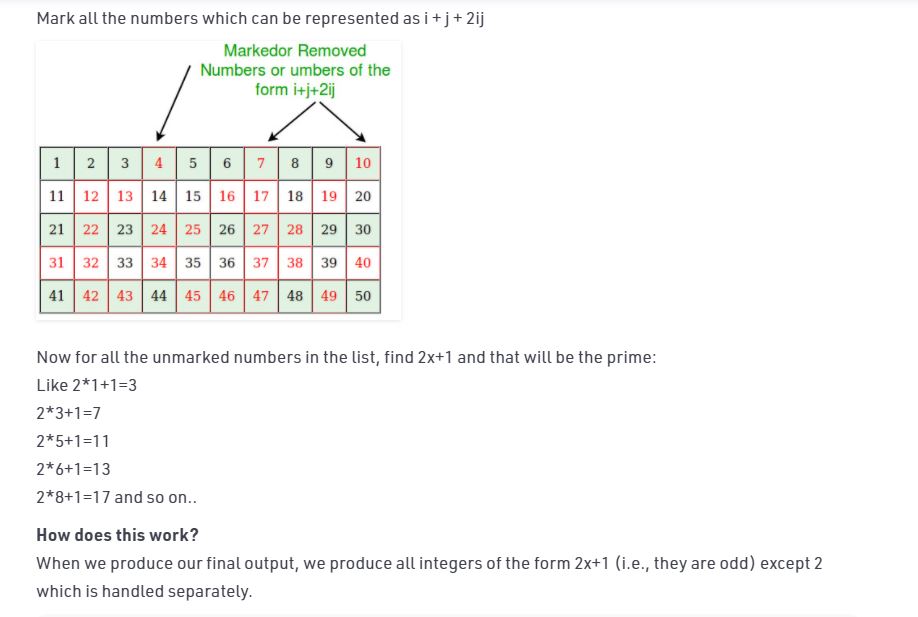 Mark all the numbers which can be represented as i + j + 2ij
Markedor Removed
Numbers or umbers of the
form i+j+2ij
1 2 3 4 5 6 7 8 9 10
11 12 13 14 15 16 17 18 19 20
21 22 23 24 25 26 27 28 29 30
31 32 33 34 35 36 37 38 39 40
41 42 43 44 45 46 47 48 49 50
Now for all the unmarked numbers in the list, find 2x+1 and that will be the prime:
Like 2*1+1=3
2*3+1=7
2*5+1=11
2*6+1=13
2*8+1=17 and so on..
How does this work?
When we produce our final output, we produce all integers of the form 2x+1 (i.e., they are odd) except 2
which is handled separately.